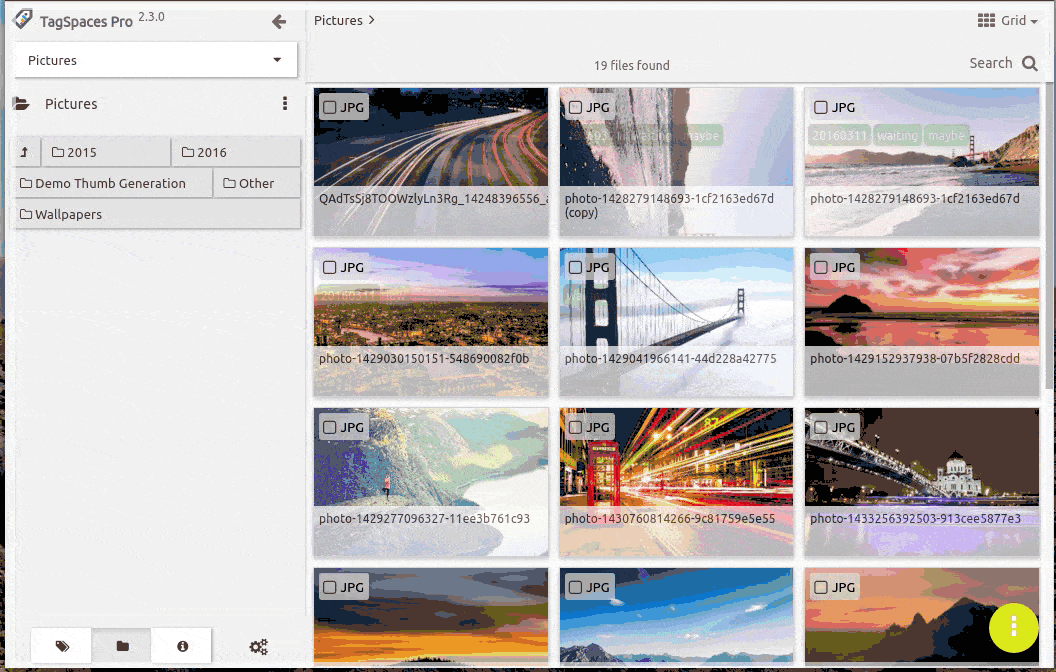 TagSpaces Pro 2.3.0
Pictures
Pictures
2015
2016
Demo Thumb Generation
Other
Wallpapers
Pictures
Grid
19 files found
Search
JPG
QAdTsSj8TOOWzlyLn3Rg_14248396556_
JPG
waiting
maybe
photo-1428279148693-1cf2163ed67d
(copy)
JPG
20160311 waiting maybe
photo-1428279148693-1cf2163ed67d
JPG
photo-1429030150151-548690082f0b
JPG
photo-1429041966141-44d228a42775
JPG
photo-1429152937938-07b5f2828cdd
JPG
photo-1429277096327-11ee3b761c93
JPG
photo-1430760814266-9c81759e5e55
JPG
photo-1433256392503-913cee5877e3
JPG
JPG
JPG